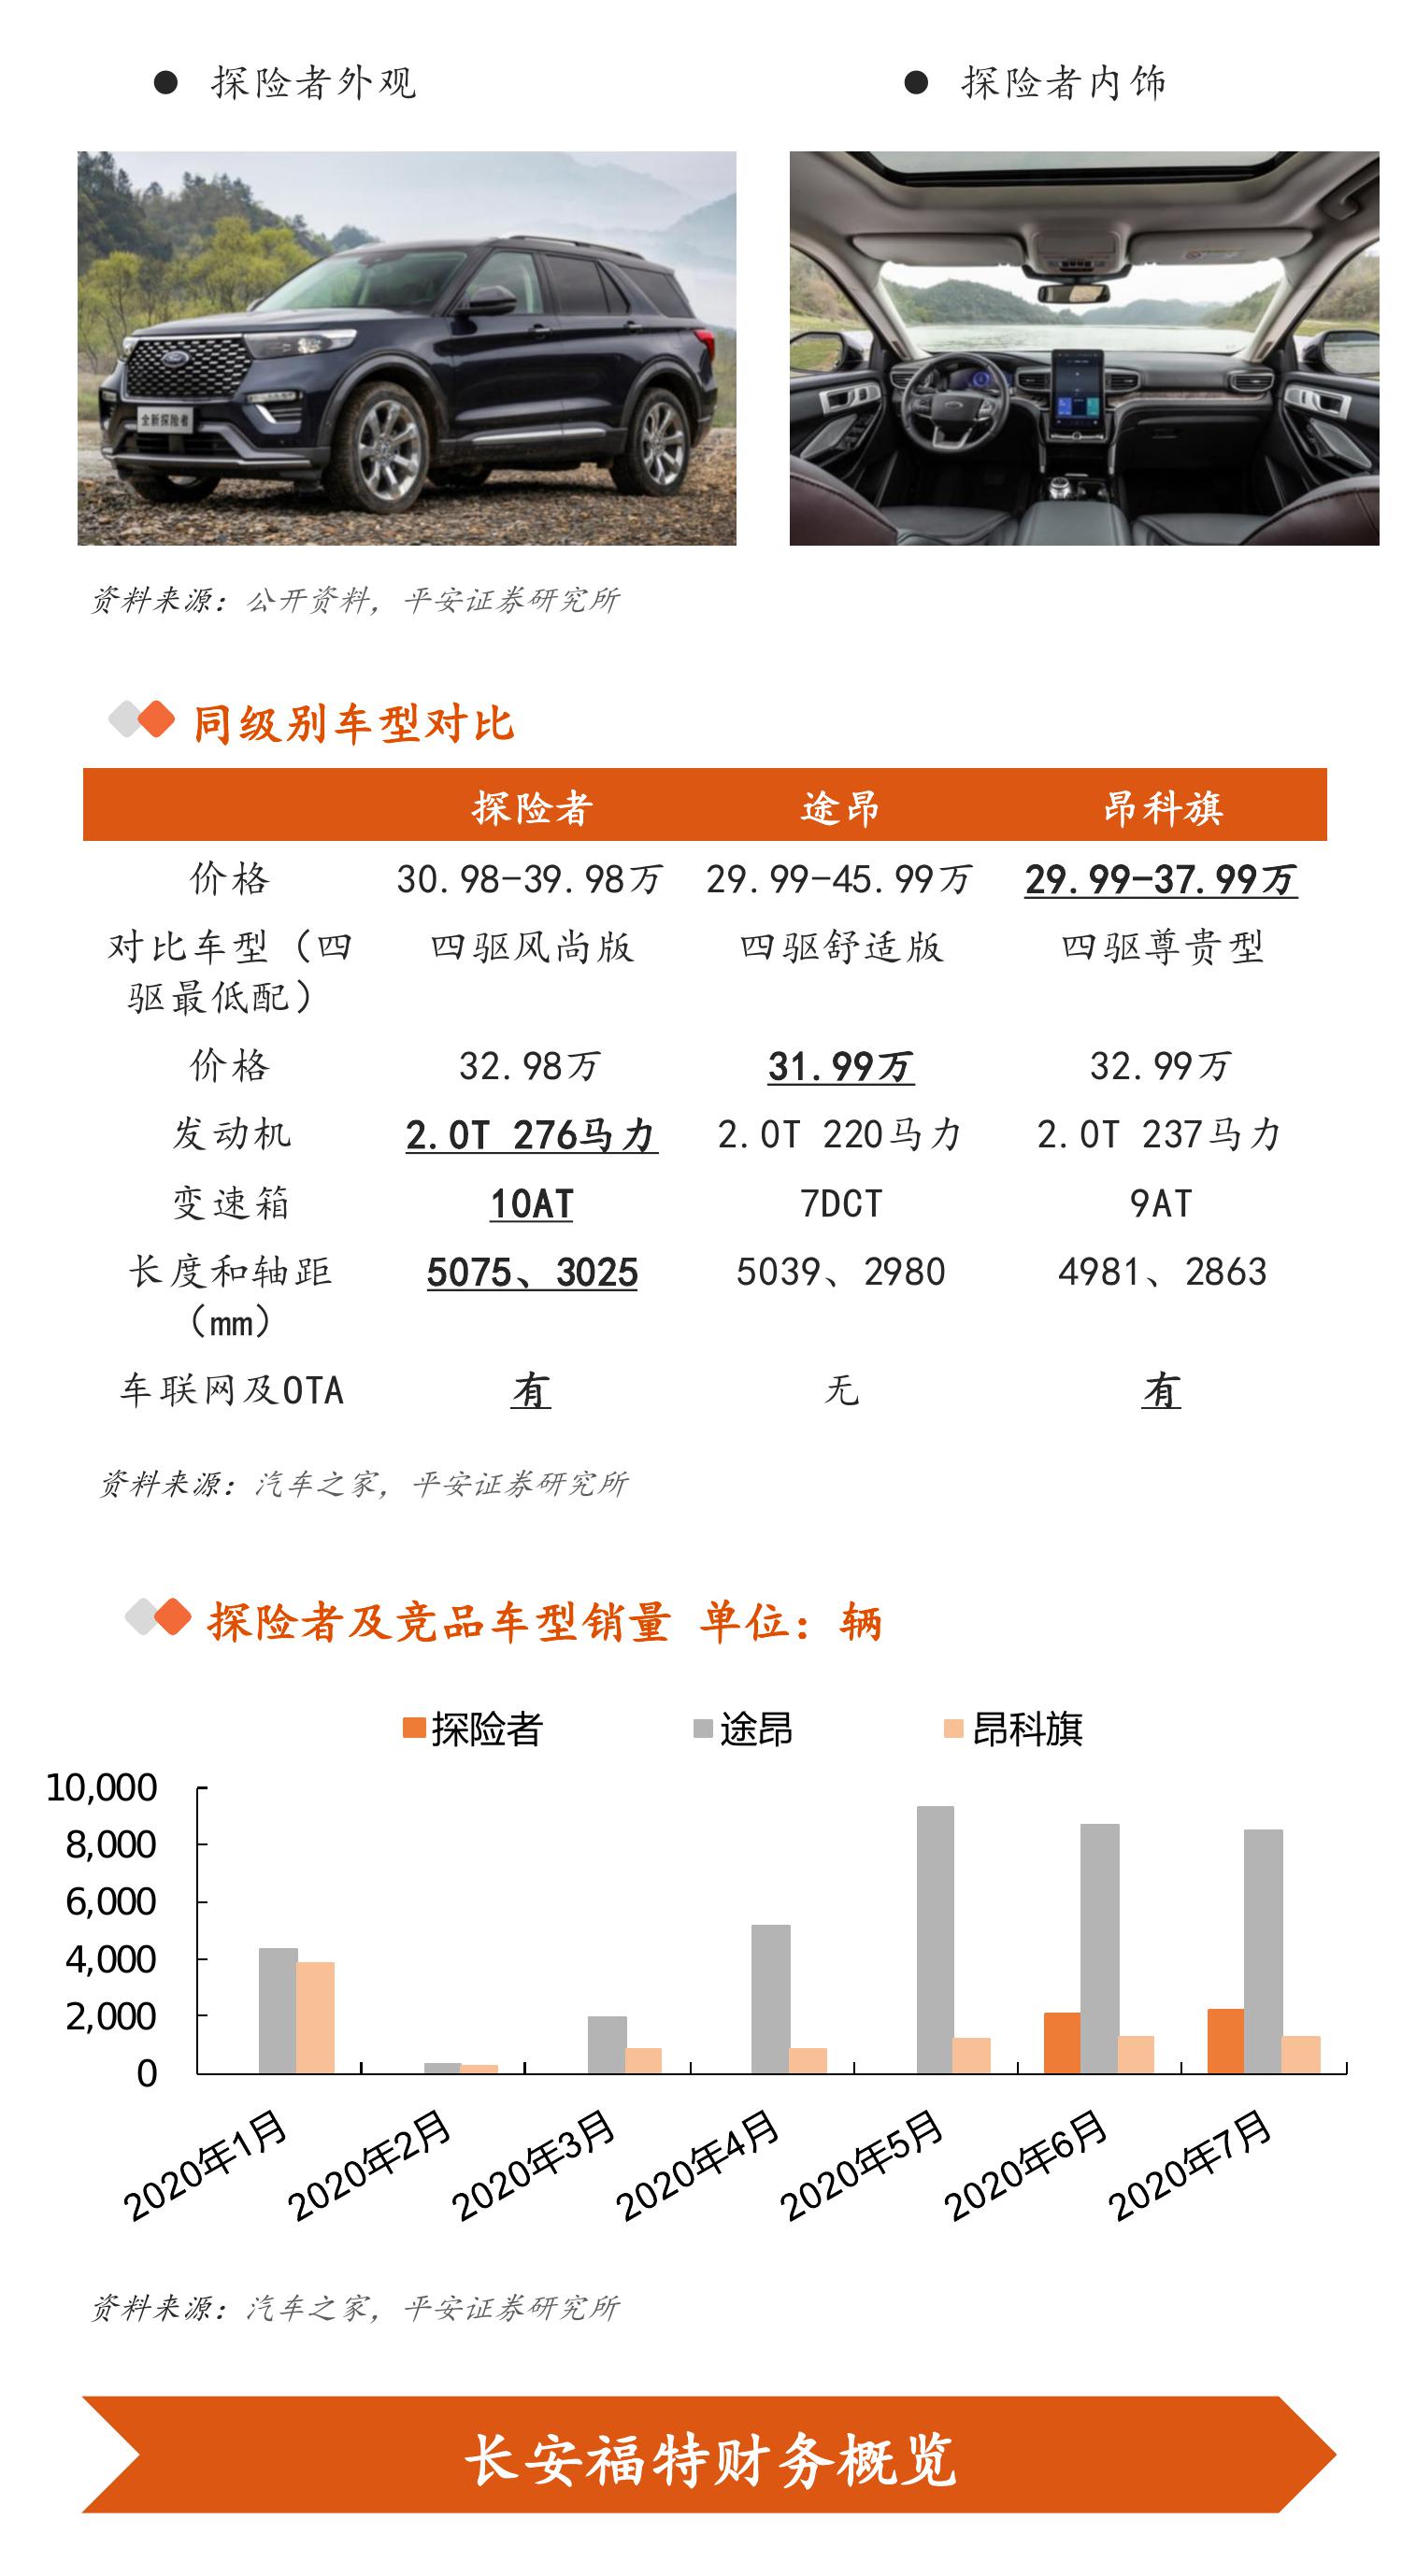 ● 探险者外观
● 探险者内饰
全新探险者
资料来源：公开资料，平安证券研究所
同级别车型对比
探险者 途昂 昂科旗
价格 30.98-39.98万 29.99-45.99万 29.99-37.99万
对比车型（四 四驱风尚版 四驱舒适版 四驱尊贵型
驱最低配）
价格 32.98万 31.99万 32.99万
发动机 2.0T 276马力 2.0T 220马力 2.0T 237马力
变速箱 10AT 7DCT 9AT
长度和轴距 5075、3025 5039、2980 4981、2863
（mm）
车联网及OTA 有 无 有
资料来源：汽车之家，平安证券研究所
探险者及竞品车型销量 单位：辆
探险者 途昂 昂科旗
10,000
8,000
6,000
4,000
2,000
0
2020年1月 2020年2月 2020年3月 2020年4月 2020年5月 2020年6月 2020年7月
资料来源：汽车之家，平安证券研究所
长安福特财务概览